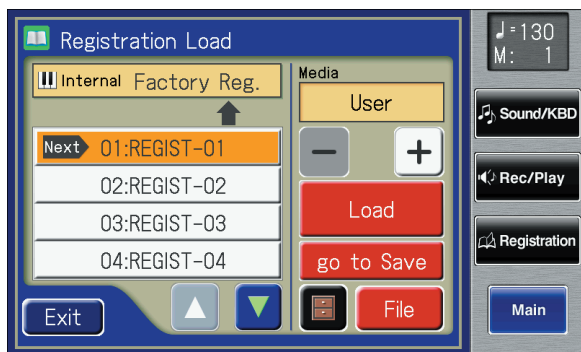 Registration Load
Internal Factory Reg.
Next 01:REGIST-01
02:REGIST-02
03:REGIST-03
04:REGIST-04
Exit
Media
User
Load
go to Save
File
♩=130
M: 1
Sound/KBD
Rec/Play
Registration
Main